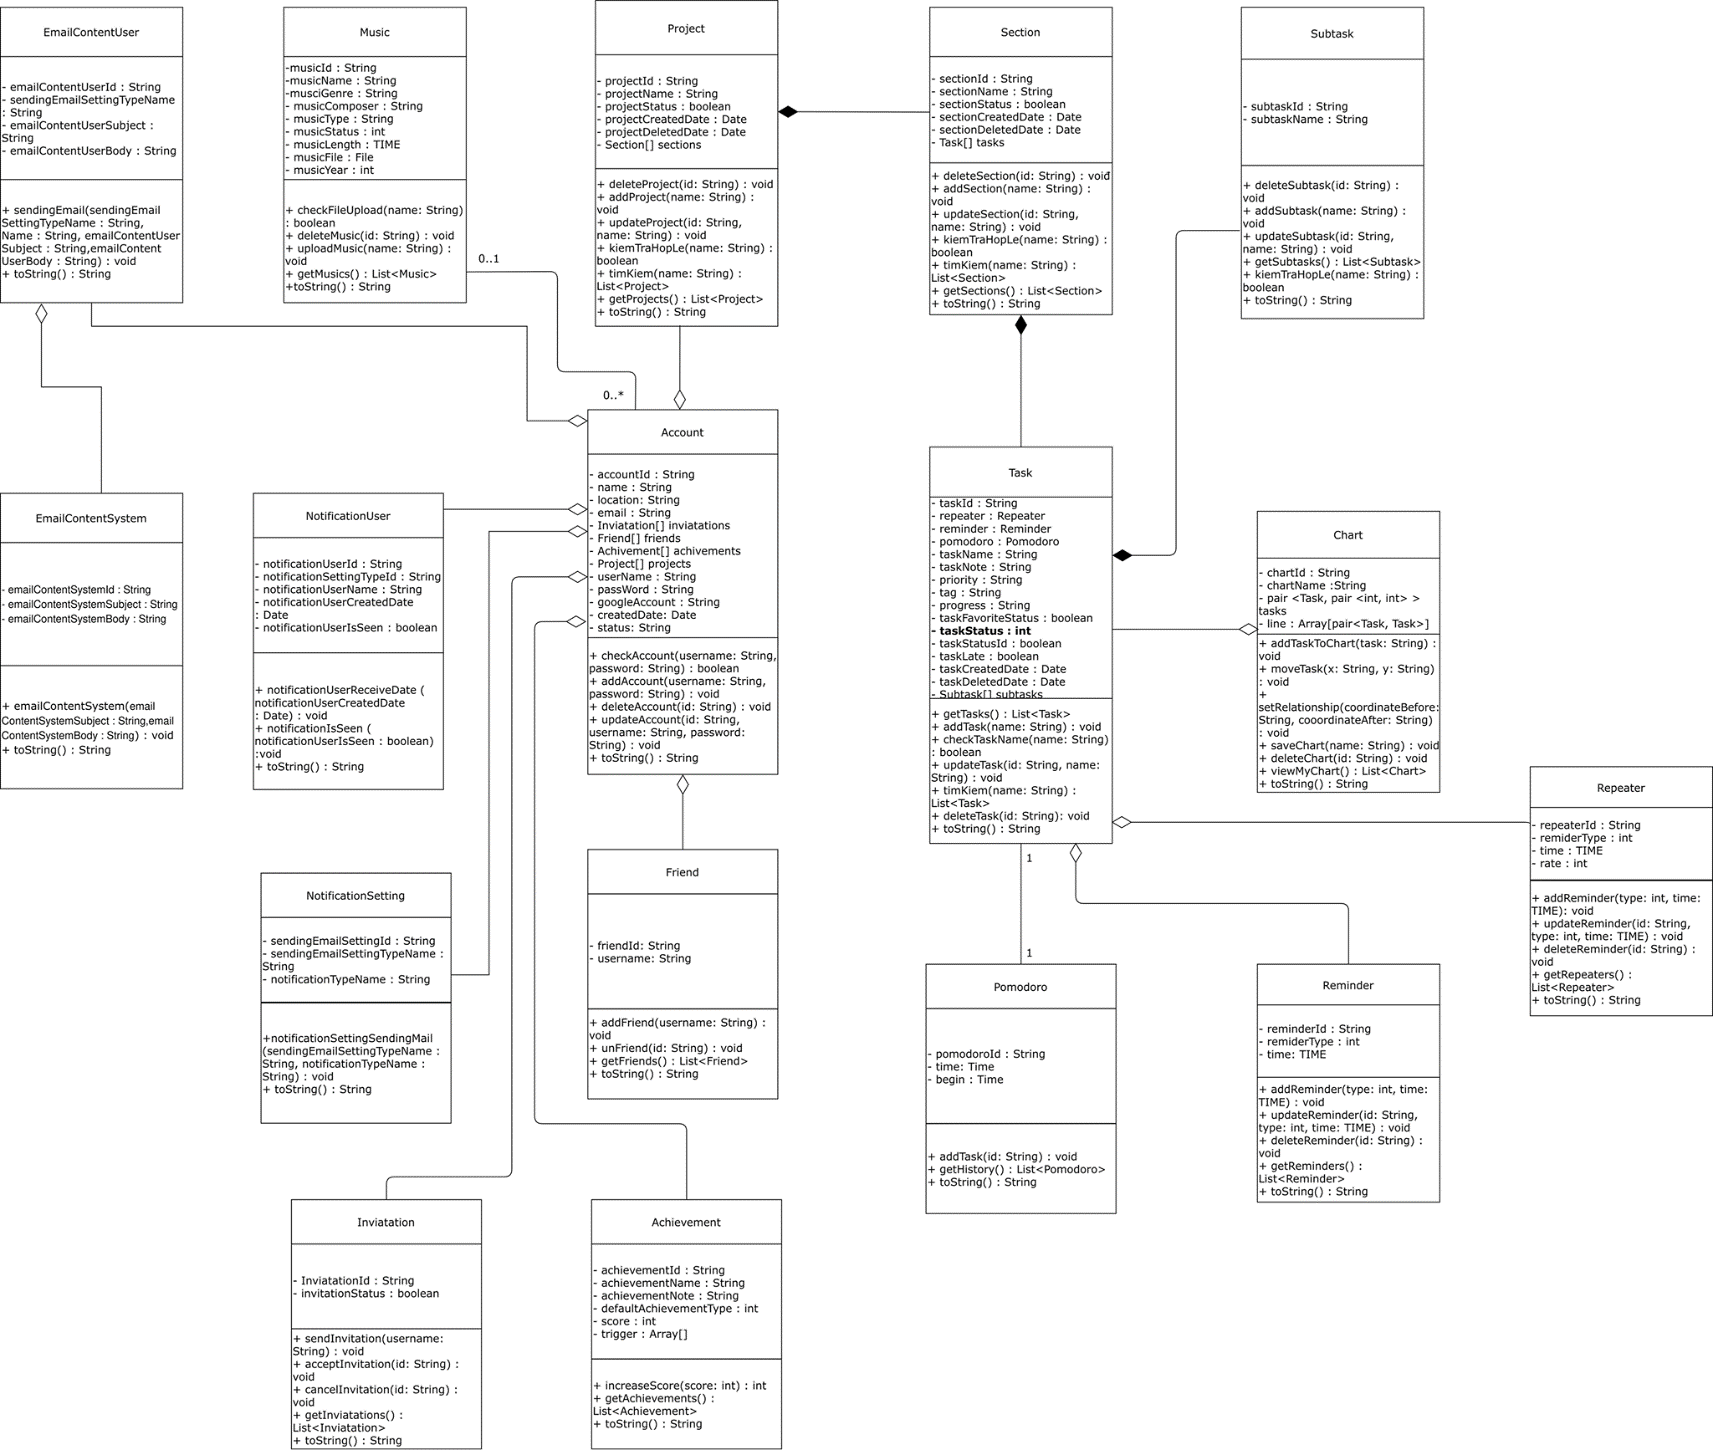 EmailContentUser
- emailContentUserId : String
- sendingEmailSettingTypeName
: String
- emailContentUserSubject :
String
- emailContentUserBody : String
+ sendingEmail(sendingEmail
SettingTypeName : String,
Name : String, emailContentUser
Subject : String,emailContent
UserBody : String) : void
+ toString() : String
Music
-musicId : String
-musicName : String
-musciGenre : String
- musicComposer : String
- musicType : String
- musicStatus : int
- musicLength : TIME
- musicFile : File
- musicYear : int
+ checkFileUpload(name: String)
: boolean
+ deleteMusic(id: String) : void
+ uploadMusic(name: String) :
void
+ getMusics() : List<Music>
+toString() : String
Project
- projectId : String
- projectName : String
- projectStatus : boolean
- projectCreatedDate : Date
- projectDeletedDate : Date
- Section[] sections
+ deleteProject(id: String) : void
+ addProject(name: String) :
void
+ updateProject(id: String,
name: String) : void
+ kiemTraHopLe(name: String) :
boolean
+ timKiem(name: String) :
List<Project>
+ getProjects() : List<Project>
+ toString() : String
Section
- sectionId : String
- sectionName : String
- sectionStatus : boolean
- sectionCreatedDate : Date
- sectionDeletedDate : Date
- Task[] tasks
+ deleteSection(id: String) : void
+ addSection(name: String) :
void
+ updateSection(id: String,
name: String) : void
+ kiemTraHopLe(name: String) :
boolean
+ timKiem(name: String) :
List<Section>
+ getSections() : List<Section>
+ toString() : String
Subtask
- subtaskId : String
- subtaskName : String
+ deleteSubtask(id: String) :
void
+ addSubtask(name: String) :
void
+ updateSubtask(id: String,
name: String) : void
+ getSubtasks() : List<Subtask>
+ kiemTraHopLe(name: String) :
boolean
+ toString() : String
0..1
0..*
Account
- accountId : String
- name : String
- location: String
- email : String
- Inviatation[] inviatations
- Friend[] friends
- Achivement[] achivements
- Project[] projects
- userName : String
- passWord : String
- googleAccount : String
- createdDate: Date
- status: String
+ checkAccount(username: String,
password: String) : boolean
+ addAccount(username: String,
password: String) : void
+ deleteAccount(id: String) : void
+ updateAccount(id: String,
username: String, password:
String) : void
+ toString() : String
EmailContentSystem
- emailContentSystemId : String
- emailContentSystemSubject : String
- emailContentSystemBody : String
+ emailContentSystem(email
ContentSystemSubject : String,email
ContentSystemBody : String) : void
+ toString() : String
NotificationUser
- notificationUserId : String
- notificationSettingTypeId : String
- notificationUserName : String
- notificationUserCreatedDate
: Date
- notificationUserIsSeen : boolean
+ notificationUserReceiveDate (
notificationUserCreatedDate
: Date) : void
+ notificationIsSeen (
notificationUserIsSeen : boolean)
:void
+ toString() : String
Task
- taskId : String
- repeater : Repeater
- reminder : Reminder
- pomodoro : Pomodoro
- taskName : String
- taskNote : String
- priority : String
- tag : String
- progress : String
- taskFavoriteStatus : boolean
- taskStatus : int
- taskStatusId : boolean
- taskLate : boolean
- taskCreatedDate : Date
- taskDeletedDate : Date
- Subtask[] subtasks
+ getTasks() : List<Task>
+ addTask(name: String) : void
+ checkTaskName(name: String)
: boolean
+ updateTask(id: String, name:
String) : void
+ timKiem(name: String) :
List<Task>
+ deleteTask(id: String): void
+ toString() : String
Chart
- chartId : String
- chartName :String
- pair <Task, pair <int, int> >
tasks
- line : Array[pair<Task, Task>]
+ addTaskToChart(task: String) :
void
+ moveTask(x: String, y: String)
: void
+
setRelationship(coordinateBefore:
String, cooordinateAfter: String)
: void
+ saveChart(name: String) : void
+ deleteChart(id: String) : void
+ viewMyChart() : List<Chart>
+ toString() : String
Repeater
- repeaterId : String
- remiderType : int
- time : TIME
- rate : int
+ addReminder(type: int, time:
TIME): void
+ updateReminder(id: String,
type: int, time: TIME) : void
+ deleteReminder(id: String) :
void
+ getRepeaters() :
List<Repeater>
+ toString() : String
NotificationSetting
- sendingEmailSettingId : String
- sendingEmailSettingTypeName :
String
- notificationTypeName : String
+notificationSettingSendingMail
(sendingEmailSettingTypeName :
String, notificationTypeName :
String) : void
+ toString() : String
Friend
- friendId: String
- username: String
+ addFriend(username: String) :
void
+ unFriend(id: String) : void
+ getFriends() : List<Friend>
+ toString() : String
1
1
Pomodoro
- pomodoroId : String
- time: Time
- begin : Time
+ addTask(id: String) : void
+ getHistory() : List<Pomodoro>
+ toString() : String
Reminder
- reminderId : String
- remiderType : int
- time: TIME
+ addReminder(type: int, time:
TIME) : void
+ updateReminder(id: String,
type: int, time: TIME) : void
+ deleteReminder(id: String) :
void
+ getReminders() :
List<Reminder>
+ toString() : String
Inviatation
- InviatationId : String
- invitationStatus : boolean
+ sendInvitation(username:
String) : void
+ acceptInvitation(id: String) :
void
+ cancelInvitation(id: String) :
void
+ getInviatations() :
List<Inviatation>
+ toString() : String
Achievement
- achievementId : String
- achievementName : String
- achievementNote : String
- defaultAchievementType : int
- score : int
- trigger : Array[]
+ increaseScore(score: int) : int
+ getAchievements() :
List<Achievement>
+ toString() : String